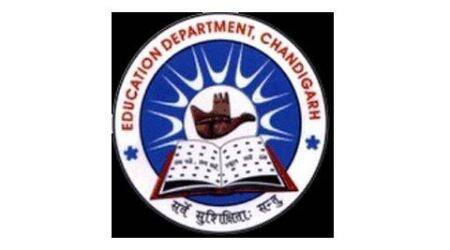 EDUCATION DEPARTMENT, CHANDIGARH
सर्वे सुशिक्षिताः सन्तु